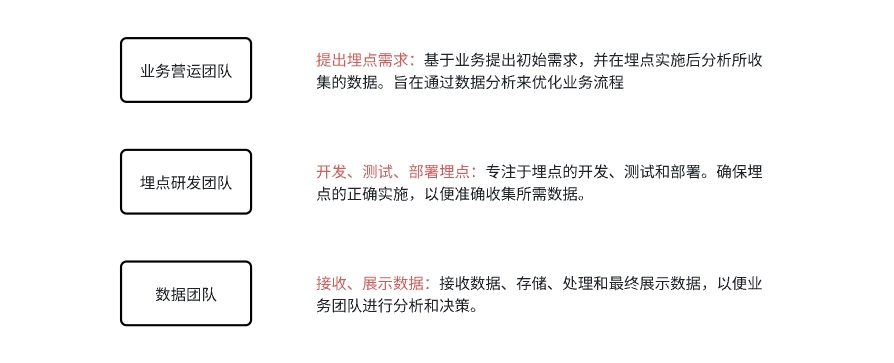 业务营运团队
提出埋点需求：基于业务提出初始需求，并在埋点实施后分析所收
集的数据。旨在通过数据分析来优化业务流程
埋点研发团队
开发、测试、部署埋点：专注于埋点的开发、测试和部署。确保埋
点的正确实施，以便准确收集所需数据。
数据团队
接收、展示数据：接收数据、存储、处理和最终展示数据，以便业
务团队进行分析和决策。